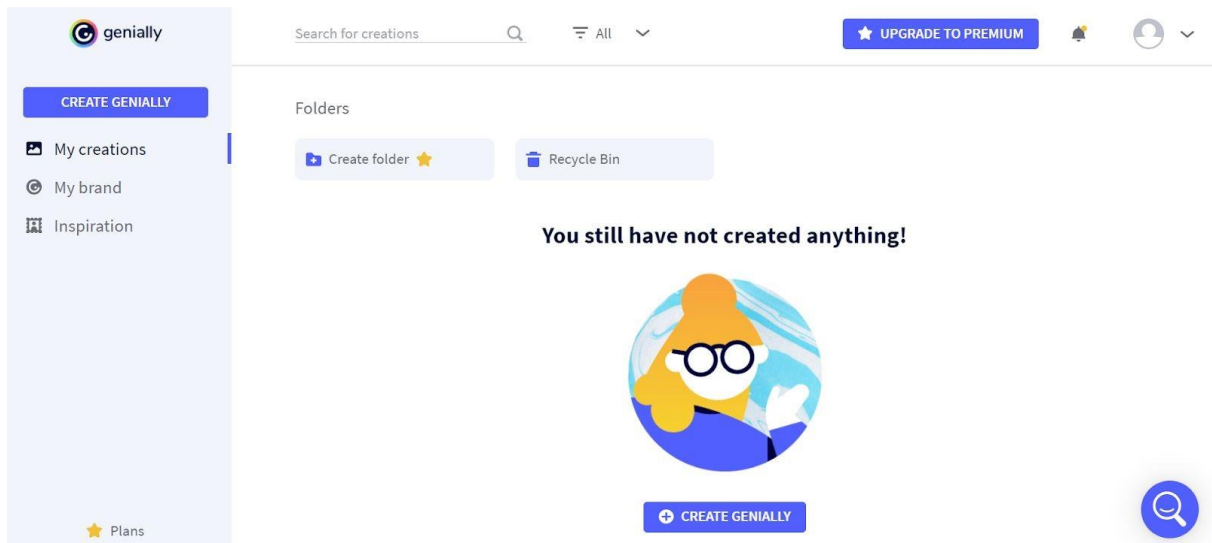 genially
Search for creations
All
UPGRADE TO PREMIUM
CREATE GENIALLY
My creations
My brand
Inspiration
Plans
Folders
Create folder
Recycle Bin
You still have not created anything!
CREATE GENIALLY